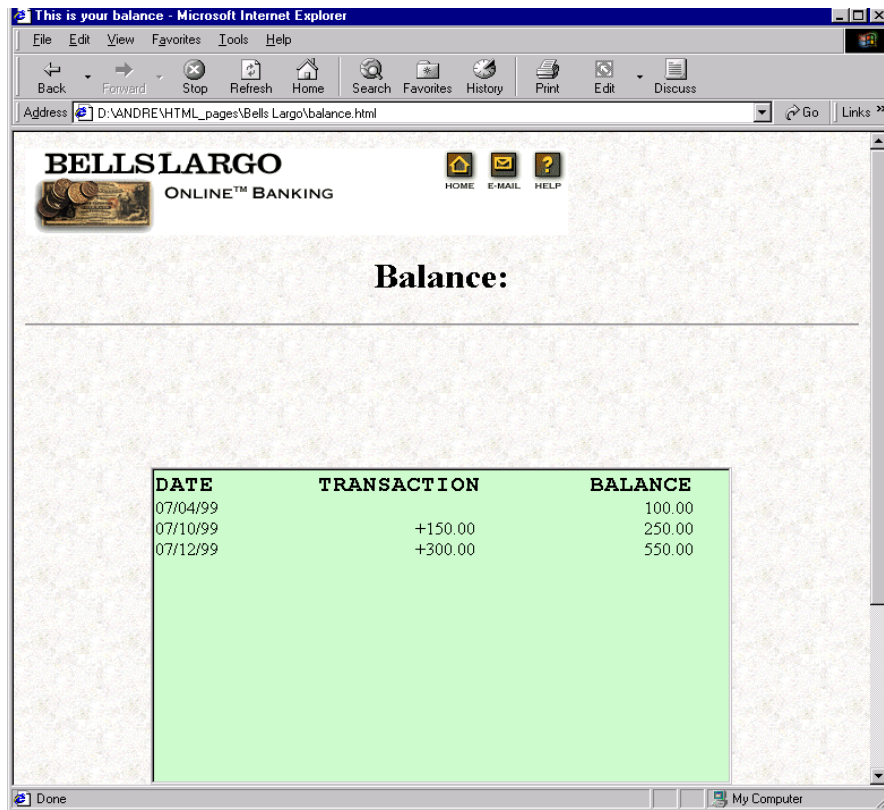 This is your balance - Microsoft Internet Explorer
File Edit View Favorites Tools Help
Back Forward Stop Refresh Home Search Favorites History Print Edit Discuss
Address D:\ANDRE\HTML_pages\Bells Largo\balance.html Go Links »
BELLSLARGO
ONLINE™ BANKING
HOME E-MAIL HELP
Balance:
DATE TRANSACTION BALANCE
07/04/99 100.00
07/10/99 +150.00 250.00
07/12/99 +300.00 550.00
Done My Computer